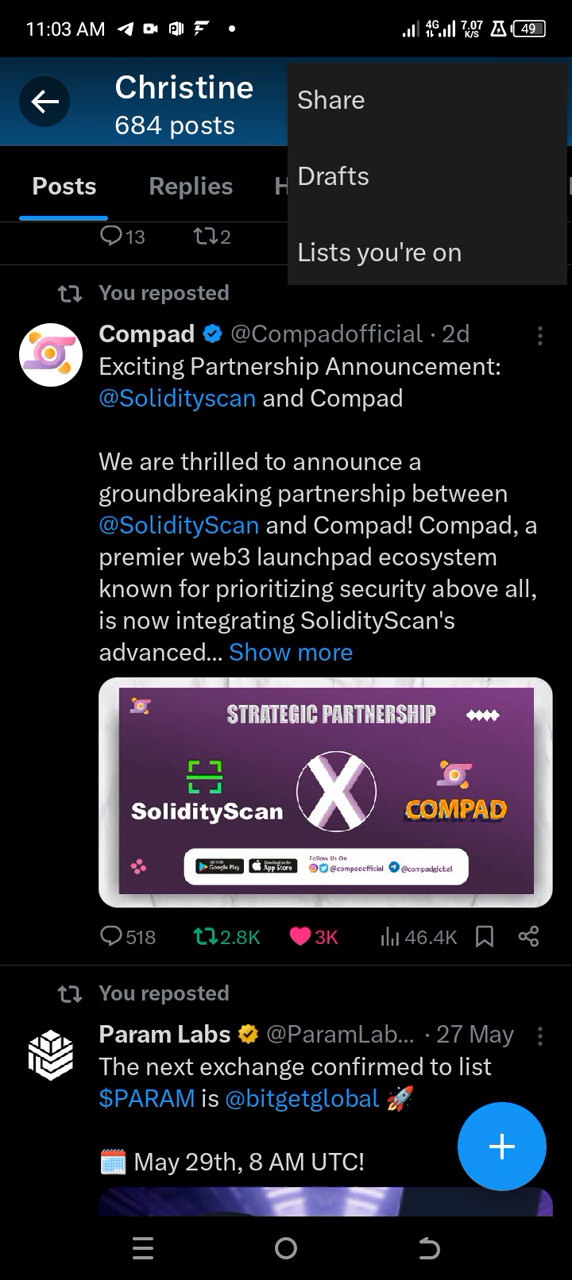 11:03 AM
4G
7.07
K/S
49
Christine
684 posts
Share
Drafts
Lists you're on
Posts
Replies
H
13
2
You reposted
Compad @Compadofficial · 2d
Exciting Partnership Announcement:
@Solidityscan and Compad
We are thrilled to announce a
groundbreaking partnership between
@SolidityScan and Compad! Compad, a
premier web3 launchpad ecosystem
known for prioritizing security above all,
is now integrating SolidityScan's
advanced... Show more
STRATEGIC PARTNERSHIP
SolidityScan
X
COMPAD
Google Play
App Store
Follow Us On
@compadofficial
@compadglobal
518
2.8K
3K
46.4K
You reposted
Param Labs @ParamLab... · 27 May
The next exchange confirmed to list
$PARAM is @bitgetglobal 🚀
🗓️ May 29th, 8 AM UTC!